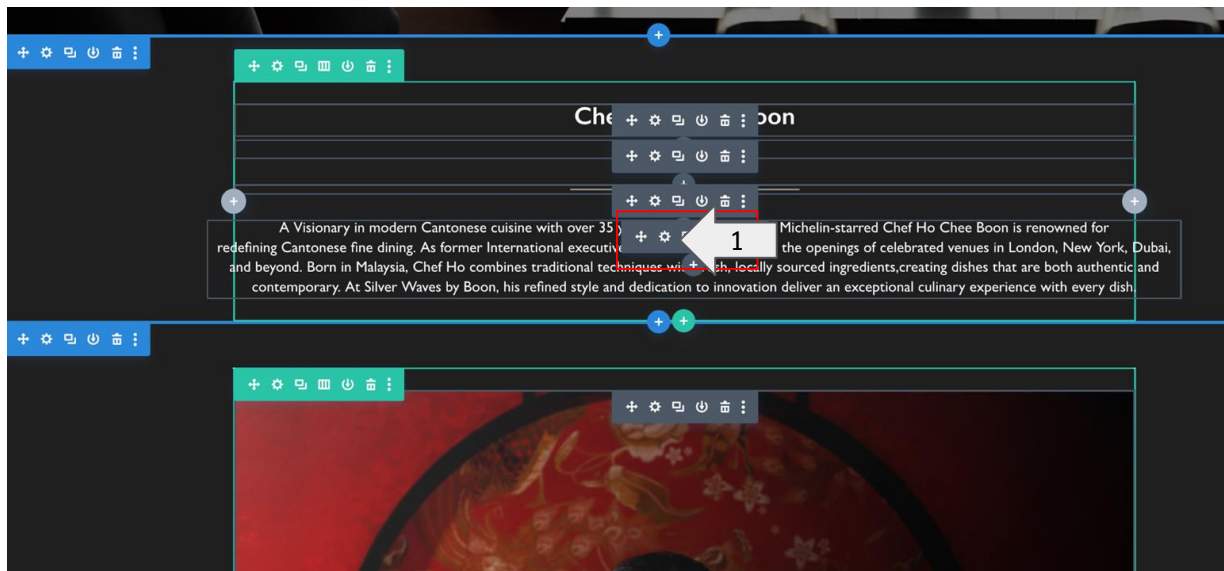 Che
oon
A Visionary in modern Cantonese cuisine with over 35 y
Michelin-starred Chef Ho Chee Boon is renowned for
redefining Cantonese fine dining. As former International executive
the openings of celebrated venues in London, New York, Dubai,
and beyond. Born in Malaysia, Chef Ho combines traditional techniques sh, locally sourced ingredients,creating dishes that are both authentic and
contemporary. At Silver Waves by Boon, his refined style and dedication to innovation deliver an exceptional culinary experience with every dish.
1